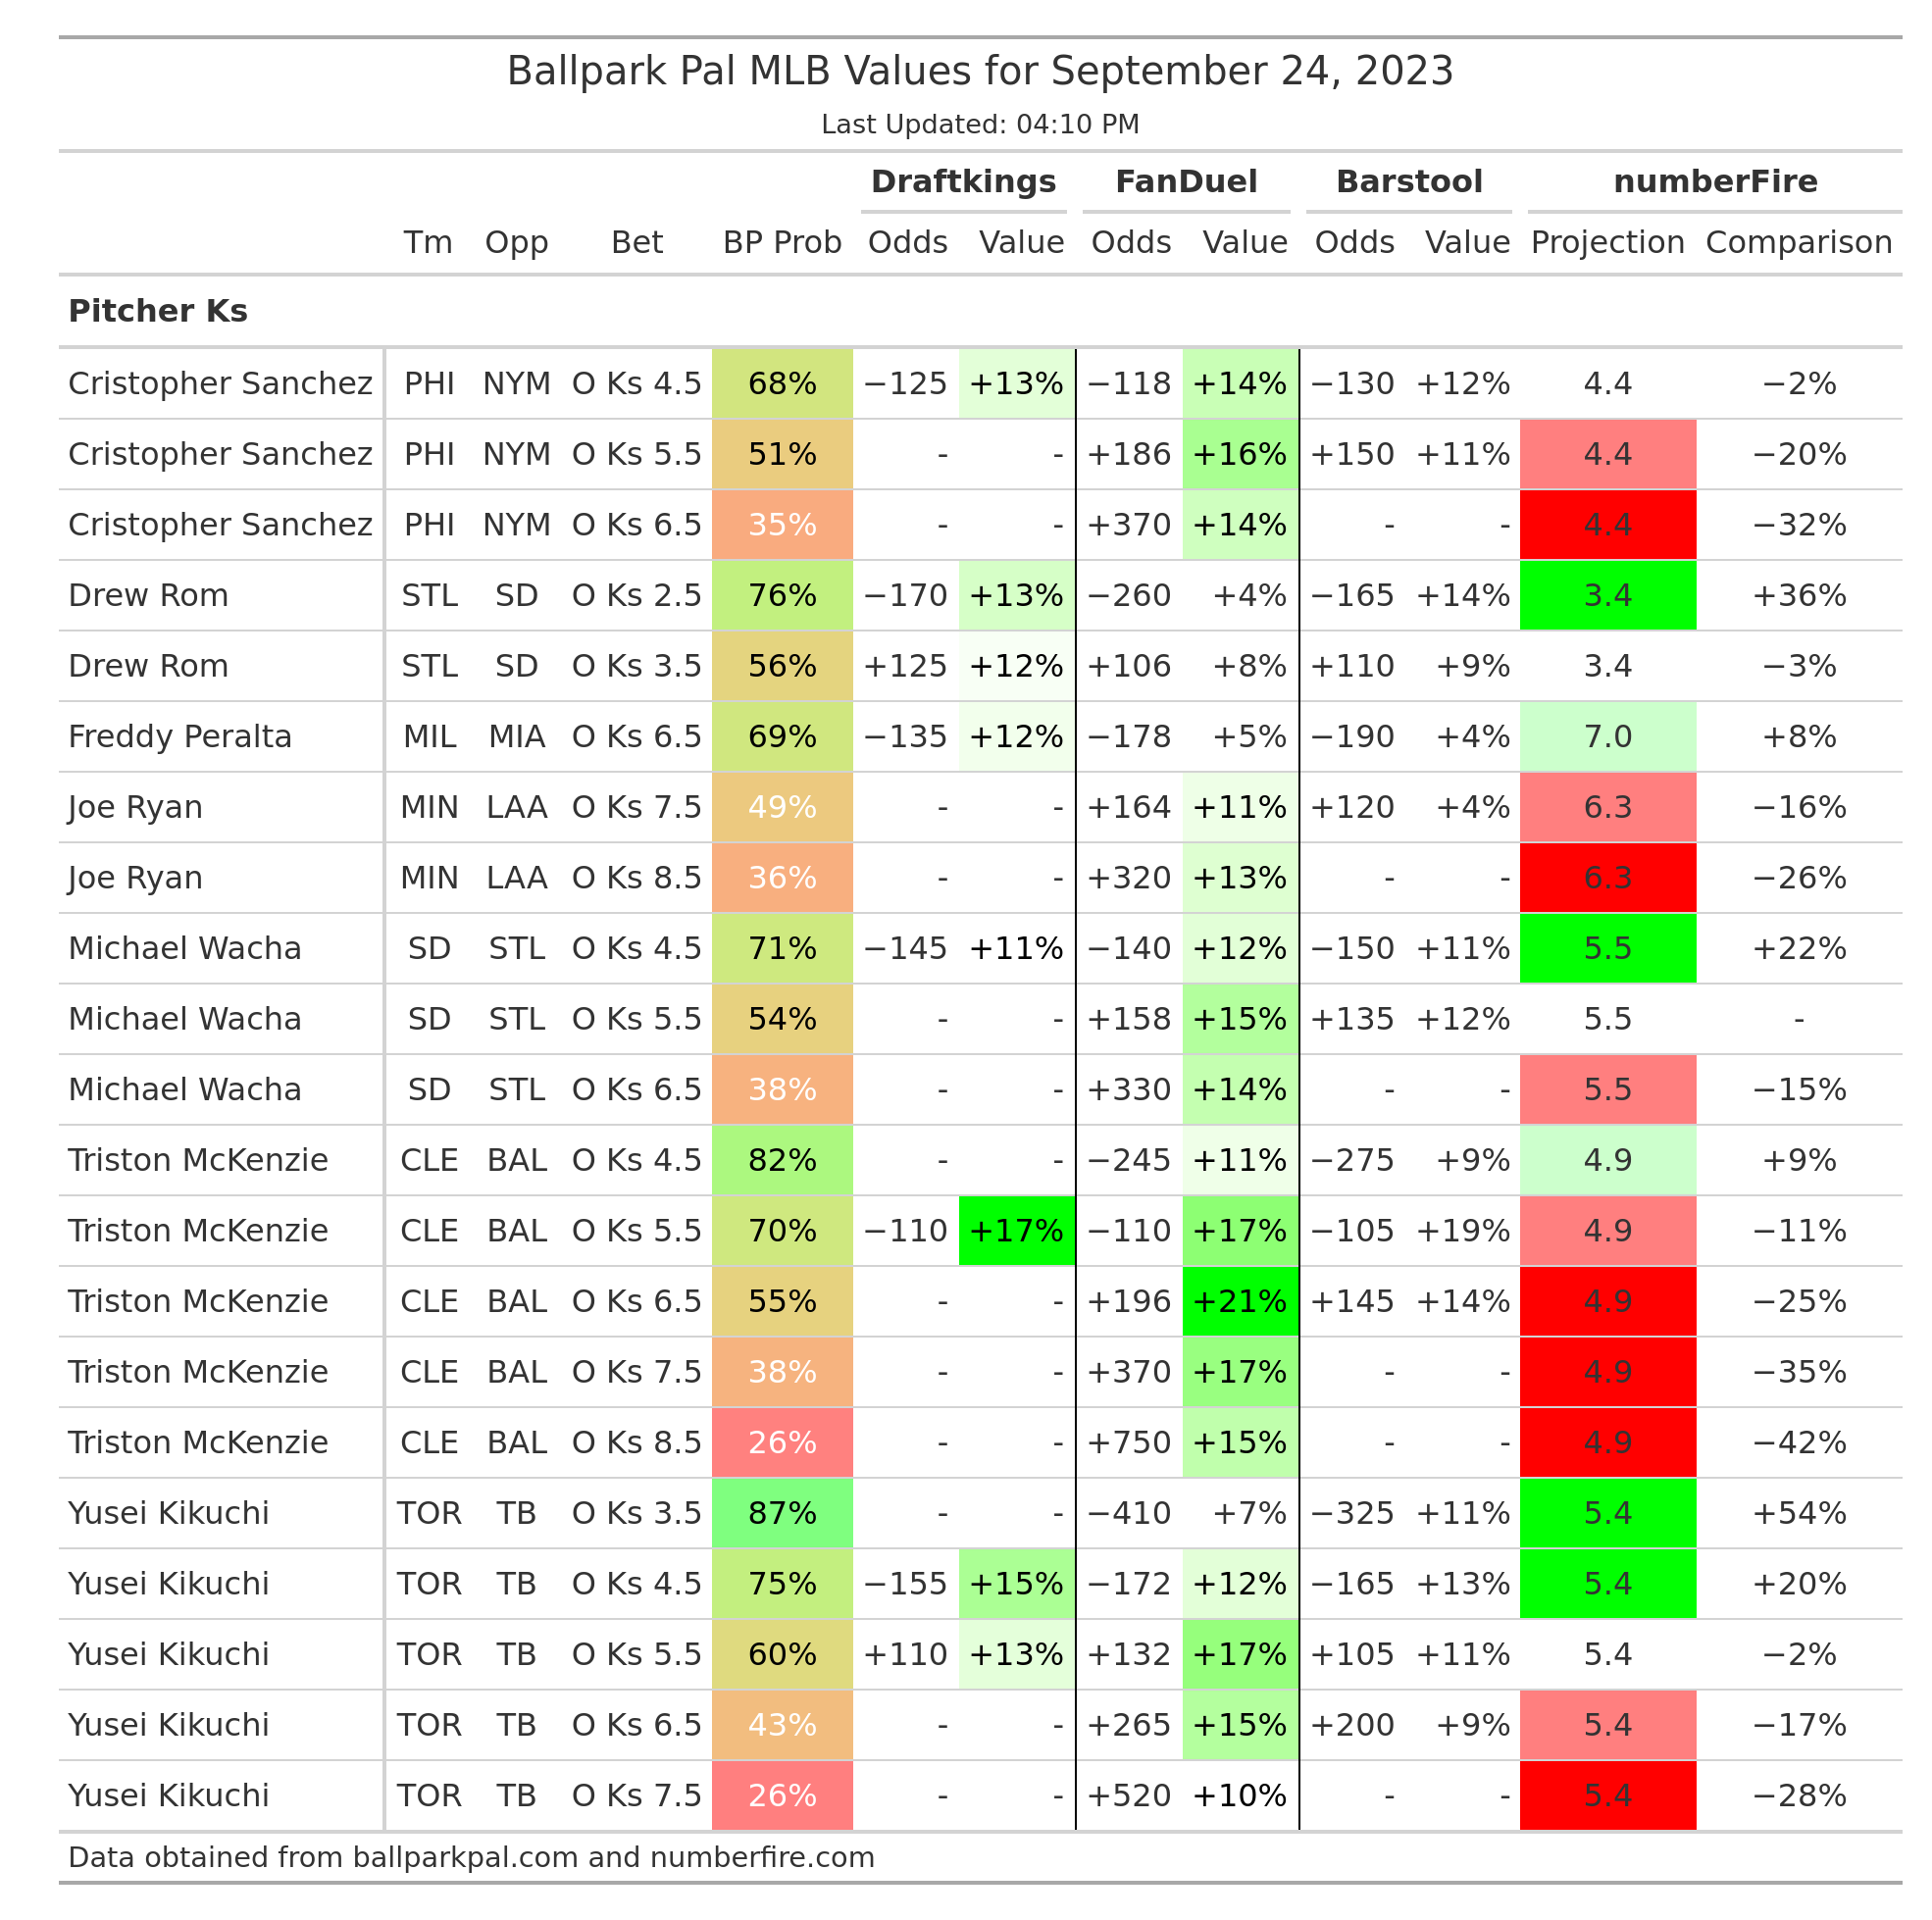 Ballpark Pal MLB Values for September 24, 2023
Last Updated: 04:10 PM
Draftkings FanDuel Barstool numberFire
Tm Opp Bet BP Prob Odds Value Odds Value Odds Value Projection Comparison
Pitcher Ks
Cristopher Sanchez PHI NYM O Ks 4.5 68% −125 +13% −118 +14% −130 +12% 4.4 −2%
Cristopher Sanchez PHI NYM O Ks 5.5 51% - - +186 +16% +150 +11% 4.4 −20%
Cristopher Sanchez PHI NYM O Ks 6.5 35% - - +370 +14% - - 4.4 −32%
Drew Rom STL SD O Ks 2.5 76% −170 +13% −260 +4% −165 +14% 3.4 +36%
Drew Rom STL SD O Ks 3.5 56% +125 +12% +106 +8% +110 +9% 3.4 −3%
Freddy Peralta MIL MIA O Ks 6.5 69% −135 +12% −178 +5% −190 +4% 7.0 +8%
Joe Ryan MIN LAA O Ks 7.5 49% - - +164 +11% +120 +4% 6.3 −16%
Joe Ryan MIN LAA O Ks 8.5 36% - - +320 +13% - - 6.3 −26%
Michael Wacha SD STL O Ks 4.5 71% −145 +11% −140 +12% −150 +11% 5.5 +22%
Michael Wacha SD STL O Ks 5.5 54% - - +158 +15% +135 +12% 5.5 -
Michael Wacha SD STL O Ks 6.5 38% - - +330 +14% - - 5.5 −15%
Triston McKenzie CLE BAL O Ks 4.5 82% - - −245 +11% −275 +9% 4.9 +9%
Triston McKenzie CLE BAL O Ks 5.5 70% −110 +17% −110 +17% −105 +19% 4.9 −11%
Triston McKenzie CLE BAL O Ks 6.5 55% - - +196 +21% +145 +14% 4.9 −25%
Triston McKenzie CLE BAL O Ks 7.5 38% - - +370 +17% - - 4.9 −35%
Triston McKenzie CLE BAL O Ks 8.5 26% - - +750 +15% - - 4.9 −42%
Yusei Kikuchi TOR TB O Ks 3.5 87% - - −410 +7% −325 +11% 5.4 +54%
Yusei Kikuchi TOR TB O Ks 4.5 75% −155 +15% −172 +12% −165 +13% 5.4 +20%
Yusei Kikuchi TOR TB O Ks 5.5 60% +110 +13% +132 +17% +105 +11% 5.4 −2%
Yusei Kikuchi TOR TB O Ks 6.5 43% - - +265 +15% +200 +9% 5.4 −17%
Yusei Kikuchi TOR TB O Ks 7.5 26% - - +520 +10% - - 5.4 −28%
Data obtained from ballparkpal.com and numberfire.com